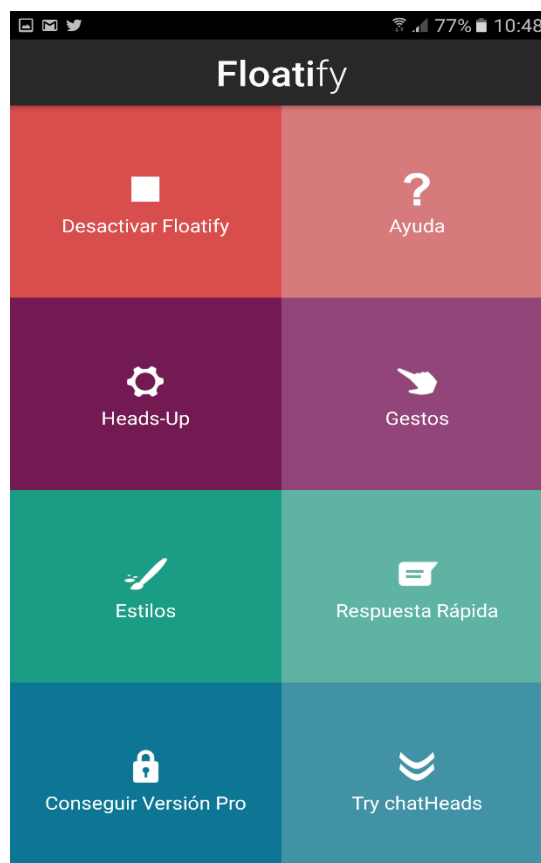 77% 10:48
Floatify
Desactivar Floatify
? Ayuda
Heads-Up
Gestos
Estilos
Respuesta Rápida
Conseguir Versión Pro
Try chatHeads